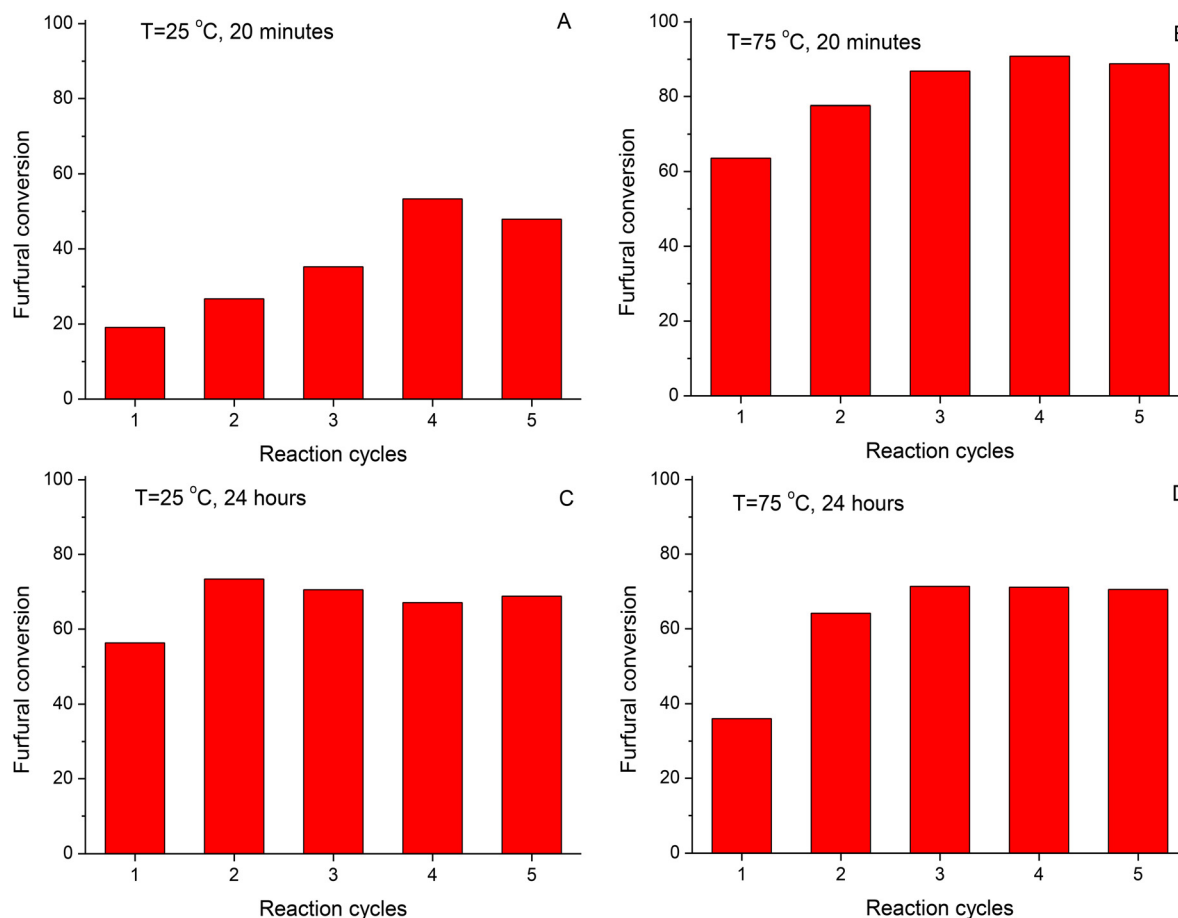 T=25 °C, 20 minutes
A
100
80
60
40
20
0
Furfural conversion
1 2 3 4 5
Reaction cycles
T=75 °C, 20 minutes
100
80
60
40
20
0
Furfural conversion
1 2 3 4 5
Reaction cycles
T=25 °C, 24 hours
C
100
80
60
40
20
0
Furfural conversion
1 2 3 4 5
Reaction cycles
T=75 °C, 24 hours
100
80
60
40
20
0
Furfural conversion
1 2 3 4 5
Reaction cycles